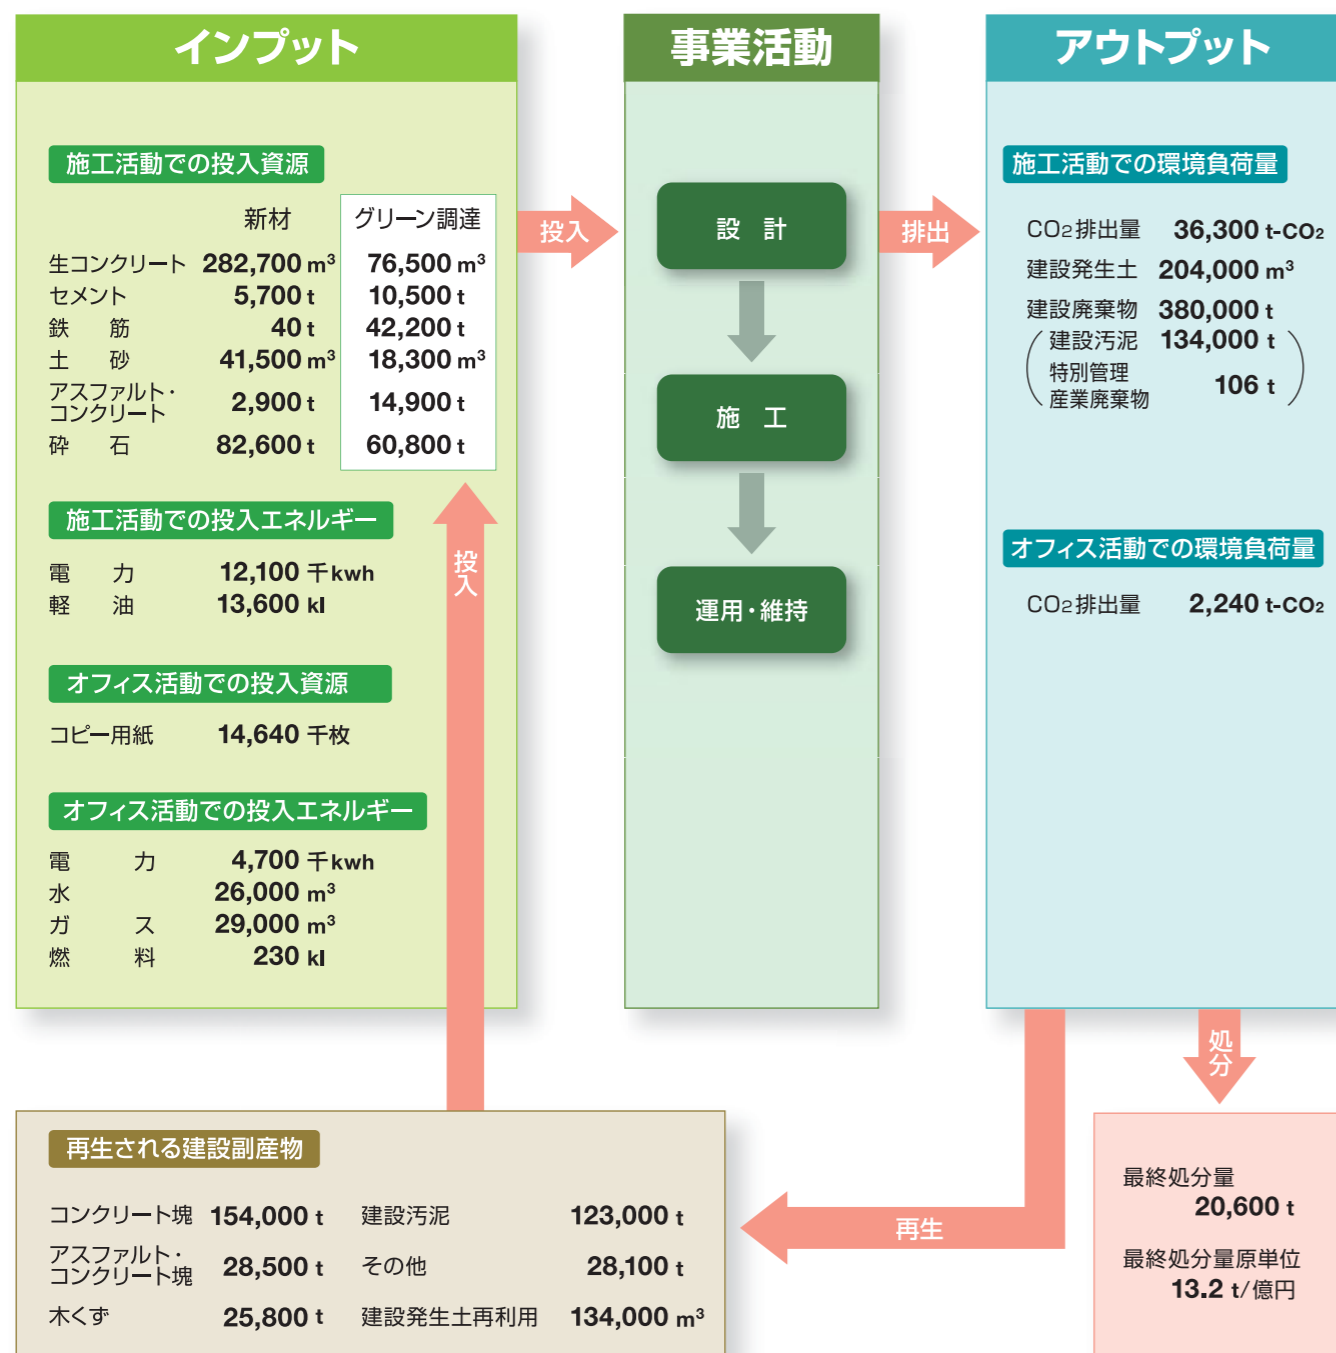 インプット
施工活動での投入資源
新材 グリーン調達
生コンクリート 282,700 m³ 76,500 m³
セメント 5,700 t 10,500 t
鉄筋 40 t 42,200 t
土砂 41,500 m³ 18,300 m³
アスファルト・
コンクリート 2,900 t 14,900 t
砕石 82,600 t 60,800 t
施工活動での投入エネルギー
電力 12,100 千kwh
軽油 13,600 kl
オフィス活動での投入資源
コピー用紙 14,640 千枚
オフィス活動での投入エネルギー
電力 4,700 千kwh
水 26,000 m³
ガス 29,000 m³
燃料 230 kl
投入
投入
事業活動
設計
施工
運用・維持
排出
アウトプット
施工活動での環境負荷量
CO₂排出量 36,300 t-CO₂
建設発生土 204,000 m³
建設廃棄物 380,000 t
建設汚泥 134,000 t
特別管理
産業廃棄物 106 t
オフィス活動での環境負荷量
CO₂排出量 2,240 t-CO₂
処分
再生
再生される建設副産物
コンクリート塊 154,000 t 建設汚泥 123,000 t
アスファルト・
コンクリート塊 28,500 t その他 28,100 t
木くず 25,800 t 建設発生土再利用 134,000 m³
最終処分量
20,600 t
最終処分量原単位
13.2 t/億円